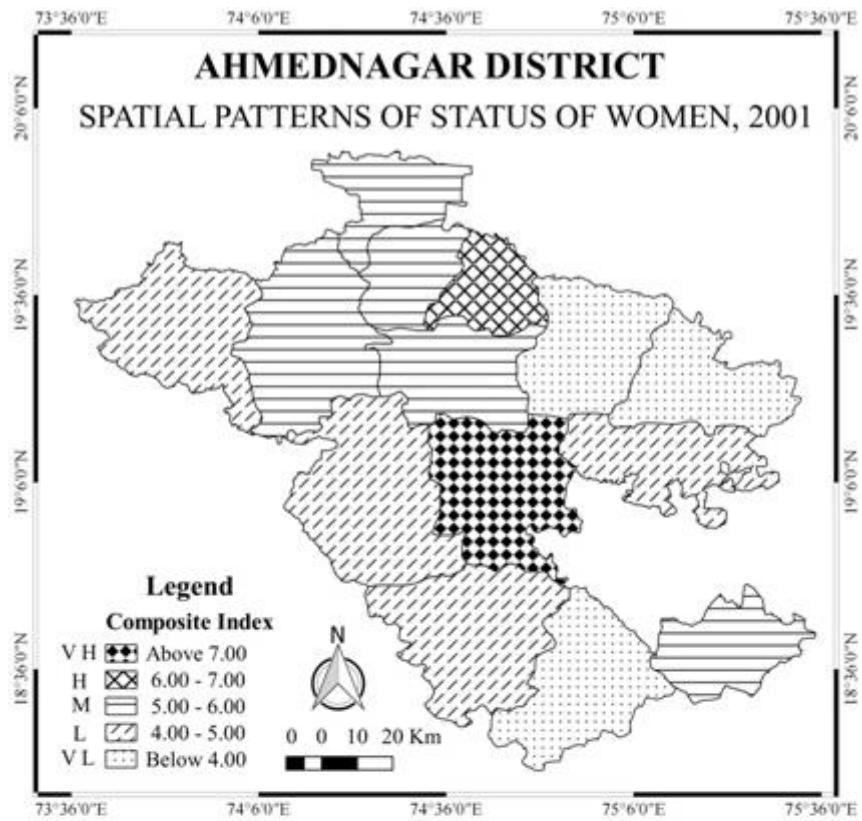 73°36'0"E 74°6'0"E 74°36'0"E 75°6'0"E 75°36'0"E
AHMEDNAGAR DISTRICT
SPATIAL PATTERNS OF STATUS OF WOMEN, 2001
20°6'0"N 20°6'0"N
19°36'0"N 19°36'0"N
19°6'0"N 19°6'0"N
18°36'0"N 18°36'0"N
Legend
Composite Index
V H Above 7.00
H 6.00 - 7.00
M 5.00 - 6.00
L 4.00 - 5.00
V L Below 4.00
N
0 0 10 20 Km
73°36'0"E 74°6'0"E 74°36'0"E 75°6'0"E 75°36'0"E